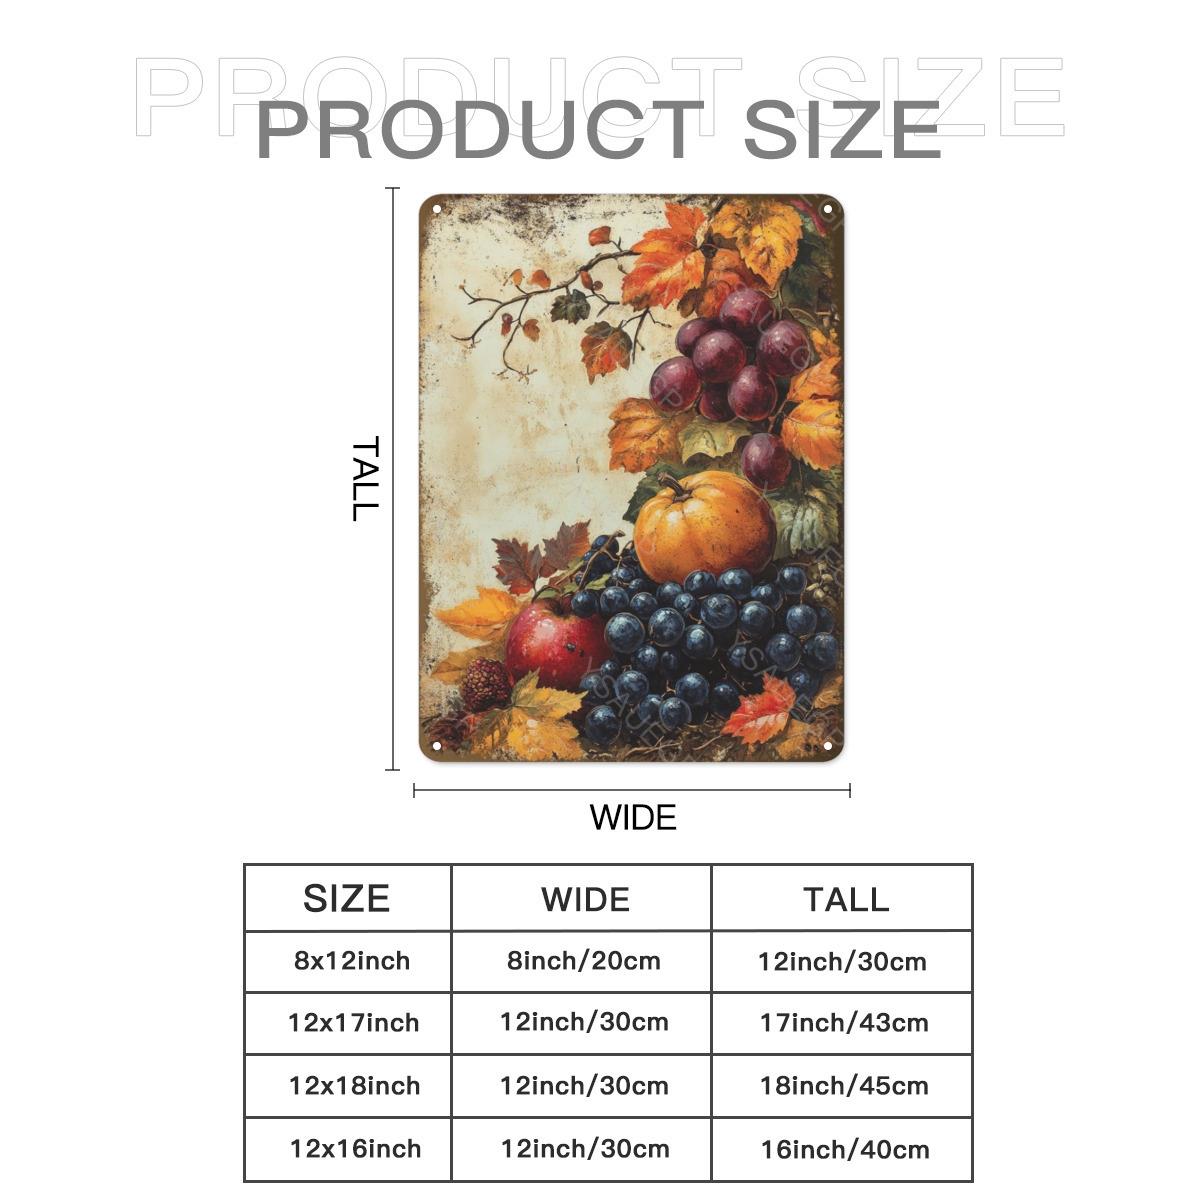 PRODUCT SIZE
PRODUCT SIZE
TALL
WIDE
SIZE WIDE TALL
8x12inch 8inch/20cm 12inch/30cm
12x17inch 12inch/30cm 17inch/43cm
12x18inch 12inch/30cm 18inch/45cm
12x16inch 12inch/30cm 16inch/40cm